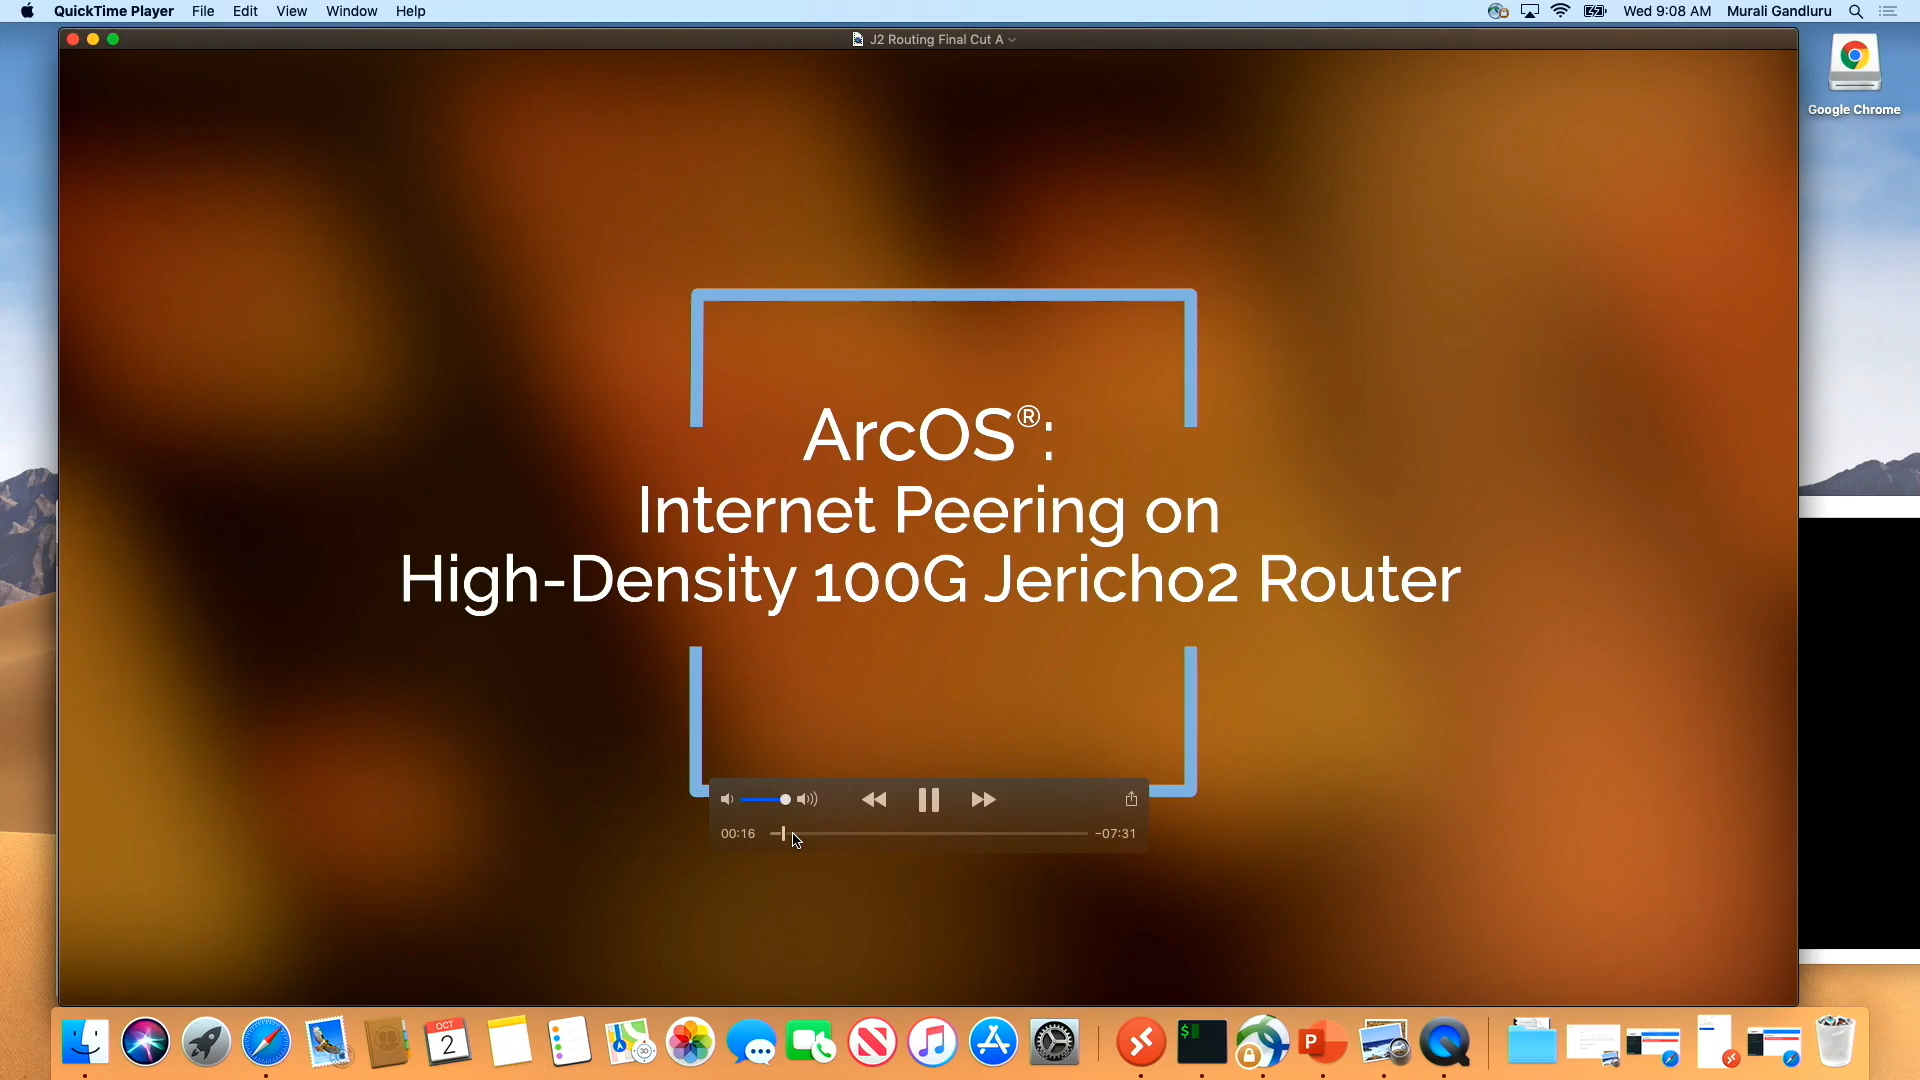 QuickTime Player File Edit View Window Help
Wed 9:08 AM Murali Gandluru
J2 Routing Final Cut A
Google Chrome
ArcOS®:
Internet Peering on
High-Density 100G Jericho2 Router
00:16
-07:31
OCT
2
3D
$
P